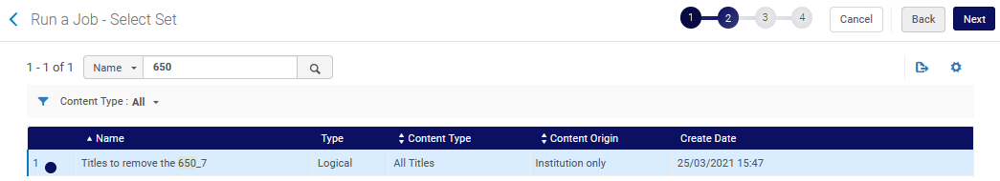 Run a Job - Select Set
1 2 3 4 Cancel Back Next
1 - 1 of 1 Name 650
Content Type : All
Name Type Content Type Content Origin Create Date
1 Titles to remove the 650_7 Logical All Titles Institution only 25/03/2021 15:47